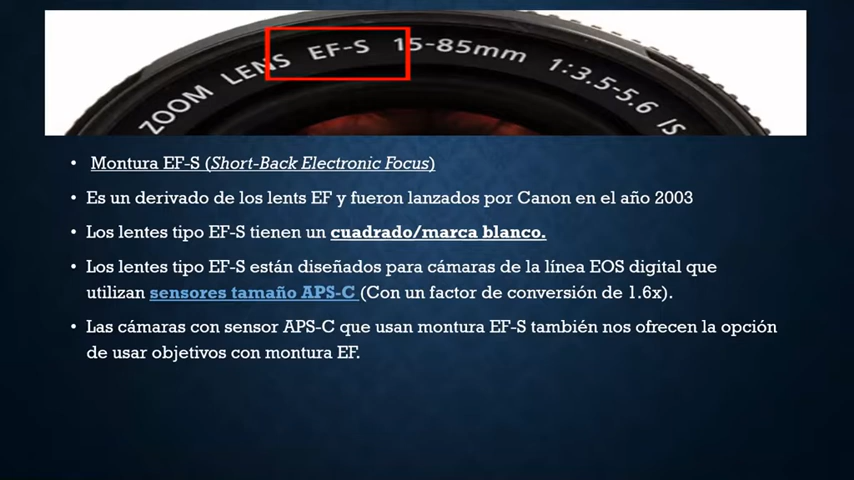 ZOOM LENS EF-S 15-85mm 1:3.5-5.6 IS
• Montura EF-S (Short-Back Electronic Focus)
• Es un derivado de los lents EF y fueron lanzados por Canon en el año 2003
• Los lentes tipo EF-S tienen un cuadrado/marca blanco.
• Los lentes tipo EF-S están diseñados para cámaras de la línea EOS digital que
utilizan sensores tamaño APS-C (Con un factor de conversión de 1.6x).
• Las cámaras con sensor APS-C que usan montura EF-S también nos ofrecen la opción
de usar objetivos con montura EF.